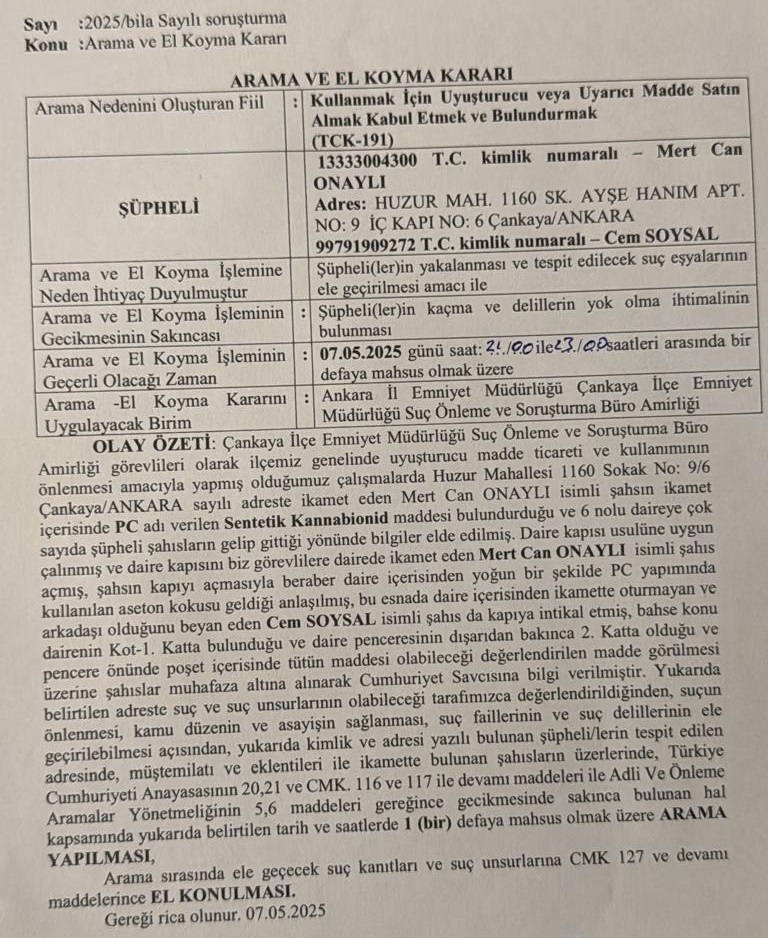 Sayı :2025/bila Sayılı soruşturma
Konu :Arama ve El Koyma Kararı
ARAMA VE EL KOYMA KARARI
Arama Nedenini Oluşturan Fiil : Kullanmak İçin Uyuşturucu veya Uyarıcı Madde Satın
Almak Kabul Etmek ve Bulundurmak
(TCK-191)
ŞÜPHELİ
13333004300 T.C. kimlik numaralı – Mert Can
ONAYLI
Adres: HUZUR MAH. 1160 SK. AYŞE HANIM APT.
NO: 9 İÇ KAPI NO: 6 Çankaya/ANKARA
99791909272 T.C. kimlik numaralı – Cem SOYSAL
Arama ve El Koyma İşlemine
Neden İhtiyaç Duyulmuştur
Şüpheli(ler)in yakalanması ve tespit edilecek suç eşyalarının
ele geçirilmesi amacı ile
Arama ve El Koyma İşleminin
Gecikmesinin Sakıncası
: Şüpheli(ler)in kaçma ve delillerin yok olma ihtimalinin
bulunması
Arama ve El Koyma İşleminin
Geçerli Olacağı Zaman
: 07.05.2025 günü saat: ile 23/00 saatleri arasında bir
defaya mahsus olmak üzere
Arama -El Koyma Kararını
Uygulayacak Birim
: Ankara İl Emniyet Müdürlüğü Çankaya İlçe Emniyet
Müdürlüğü Suç Önleme ve Soruşturma Büro Amirliği
OLAY ÖZETİ: Çankaya İlçe Emniyet Müdürlüğü Suç Önleme ve Soruşturma Büro
Amirliği görevlileri olarak ilçemiz genelinde uyuşturucu madde ticareti ve kullanımının
önlenmesi amacıyla yapmış olduğumuz çalışmalarda Huzur Mahallesi 1160 Sokak No: 9/6
Çankaya/ANKARA sayılı adreste ikamet eden Mert Can ONAYLI isimli şahsın ikamet
içerisinde PC adı verilen Sentetik Kannabionid maddesi bulundurduğu ve 6 nolu daireye çok
sayıda şüpheli şahısların gelip gittiği yönünde bilgiler elde edilmiş. Daire kapısı usulüne uygun
çalınmış ve daire kapısını biz görevlilere dairede ikamet eden Mert Can ONAYLI isimli şahıs
açmış, şahsın kapıyı açmasıyla beraber daire içerisinden yoğun bir şekilde PC yapımında
kullanılan aseton kokusu geldiği anlaşılmış, bu esnada daire içerisinden ikamette oturmayan ve
arkadaşı olduğunu beyan eden Cem SOYSAL isimli şahıs da kapıya intikal etmiş, bahse konu
dairenin Kot-1. Katta bulunduğu ve daire penceresinin dışarıdan bakınca 2. Katta olduğu ve
pencere önünde poşet içerisinde tütün maddesi olabileceği değerlendirilen madde görülmesi
üzerine şahıslar muhafaza altına alınarak Cumhuriyet Savcısına bilgi verilmiştir. Yukarıda
belirtilen adreste suç ve suç unsurlarının olabileceği tarafımızca değerlendirildiğinden, suçun
önlenmesi, kamu düzenin ve asayişin sağlanması, suç faillerinin ve suç delillerinin ele
geçirilebilmesi açısından, yukarıda kimlik ve adresi yazılı bulunan şüpheli/lerin tespit edilen
adresinde, müştemilatı ve eklentileri ile ikamette bulunan şahısların üzerlerinde, Türkiye
Cumhuriyeti Anayasasının 20,21 ve CMK. 116 ve 117 ile devamı maddeleri ile Adli Ve Önleme
Aramalar Yönetmeliğinin 5,6 maddeleri gereğince gecikmesinde sakınca bulunan hal
kapsamında yukarıda belirtilen tarih ve saatlerde 1 (bir) defaya mahsus olmak üzere ARAMA
YAPILMASI,
Arama sırasında ele geçecek suç kanıtları ve suç unsurlarına CMK 127 ve devamı
maddelerince EL KONULMASI.
Gereği rica olunur. 07.05.2025